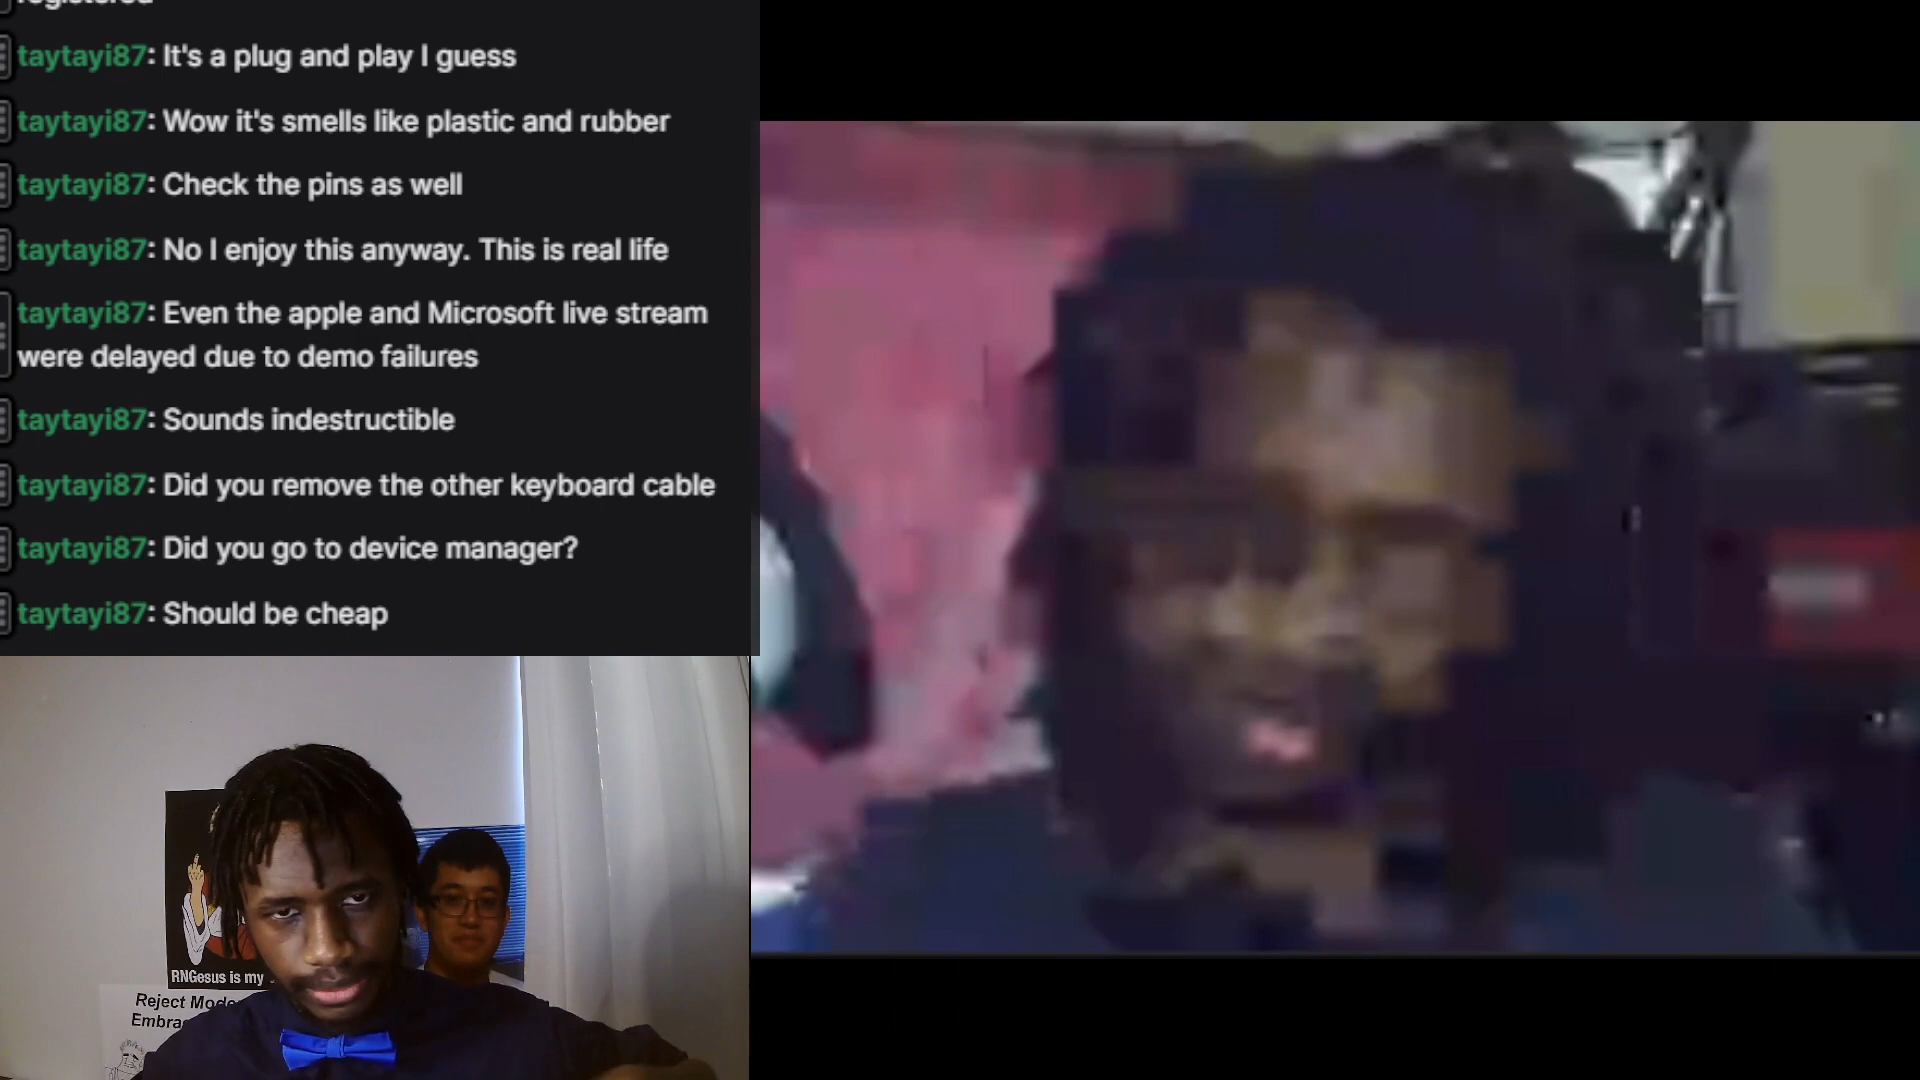 registered
taytayi87: It's a plug and play I guess
taytayi87: Wow it's smells like plastic and rubber
taytayi87: Check the pins as well
taytayi87: No I enjoy this anyway. This is real life
taytayi87: Even the apple and Microsoft live stream
were delayed due to demo failures
taytayi87: Sounds indestructible
taytayi87: Did you remove the other keyboard cable
taytayi87: Did you go to device manager?
taytayi87: Should be cheap
RNGesus is my
Reject